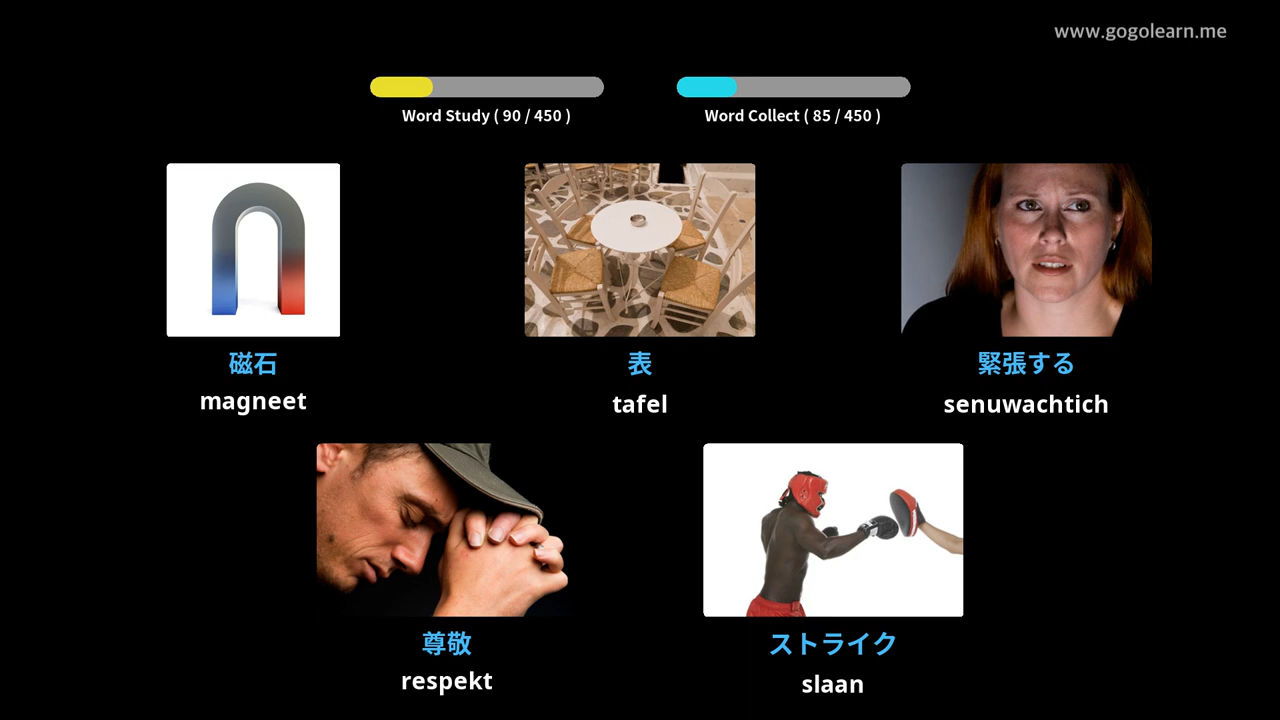 www.gogolearn.me
Word Study ( 90 / 450 )
Word Collect ( 85 / 450 )
磁石
magneet
表
tafel
緊張する
senuwachtich
尊敬
respekt
ストライク
slaan